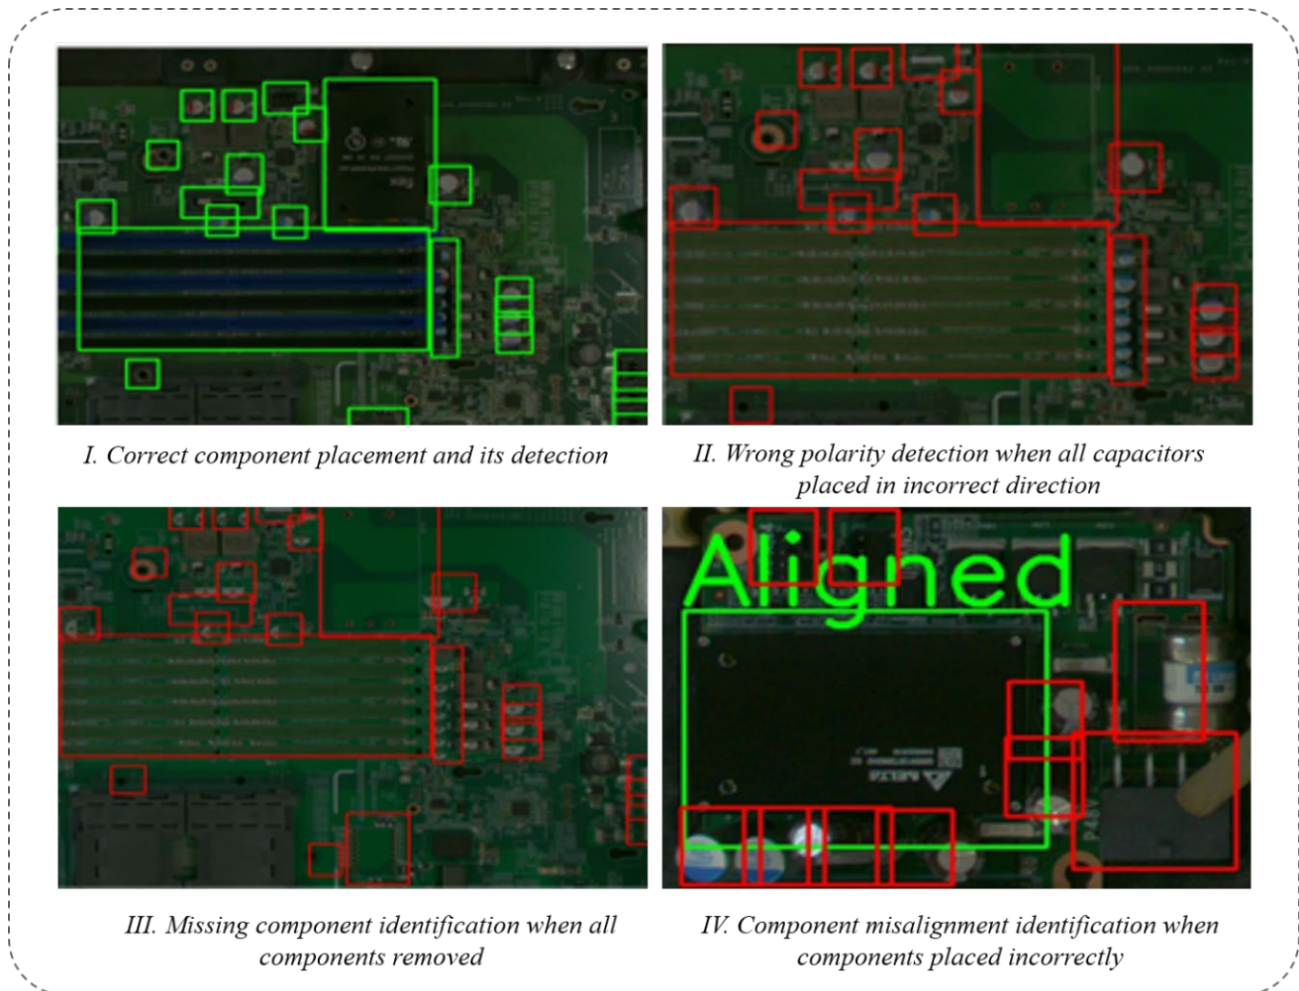 I. Correct component placement and its detection
II. Wrong polarity detection when all capacitors
placed in incorrect direction
Aligned
III. Missing component identification when all
components removed
IV. Component misalignment identification when
components placed incorrectly